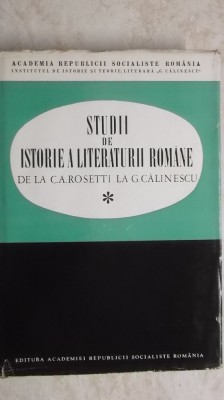 ACADEMIA REPUBLICII SOCIALISTE ROMÂNIA
INSTITUTUL DE ISTORIE ȘI TEORIE LITERARĂ „G. CĂLINESCU”
STUDII
DE
ISTORIE A LITERATURII ROMÂNE
DE LA C.A.ROSETTI LA G.CĂLINESCU
*
EDITURA ACADEMIEI REPUBLICII SOCIALISTE ROMÂNIA